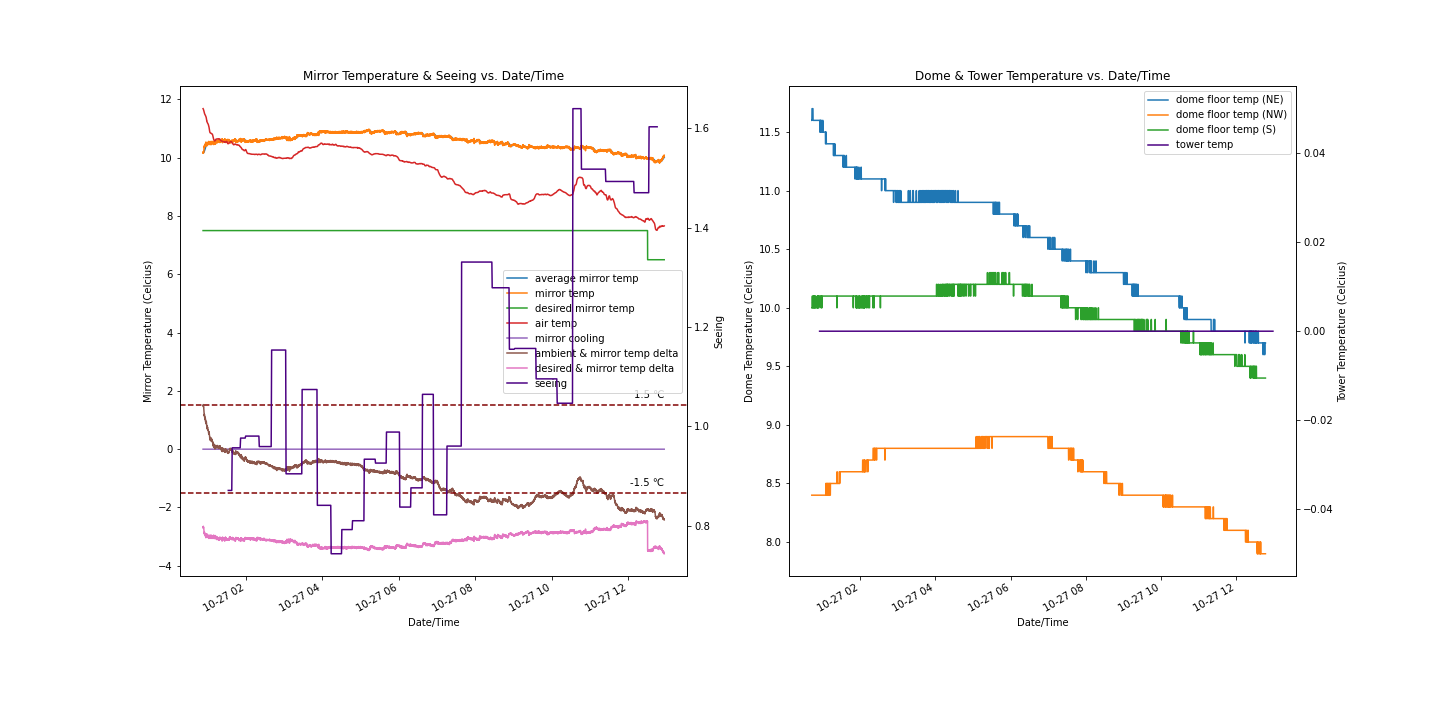 Mirror Temperature & Seeing vs. Date/Time
Mirror Temperature (Celcius)
12
10
8
6
4
2
0
−2
−4
1.6
1.4
1.2
1.0
0.8
Seeing
average mirror temp
mirror temp
desired mirror temp
air temp
mirror cooling
ambient & mirror temp delta
desired & mirror temp delta
seeing
1.5 °C
-1.5 °C
10-27 02
10-27 04
10-27 06
10-27 08
10-27 10
10-27 12
Date/Time
Dome & Tower Temperature vs. Date/Time
Dome Temperature (Celcius)
11.5
11.0
10.5
10.0
9.5
9.0
8.5
8.0
dome floor temp (NE)
dome floor temp (NW)
dome floor temp (S)
tower temp
0.04
0.02
0.00
−0.02
−0.04
Tower Temperature (Celcius)
10-27 02
10-27 04
10-27 06
10-27 08
10-27 10
10-27 12
Date/Time